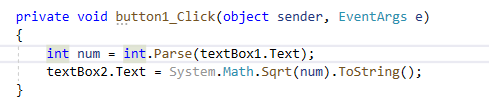 private void button1_Click(object sender, EventArgs e)
{
int num = int.Parse(textBox1.Text);
textBox2.Text = System.Math.Sqrt(num).ToString();
}